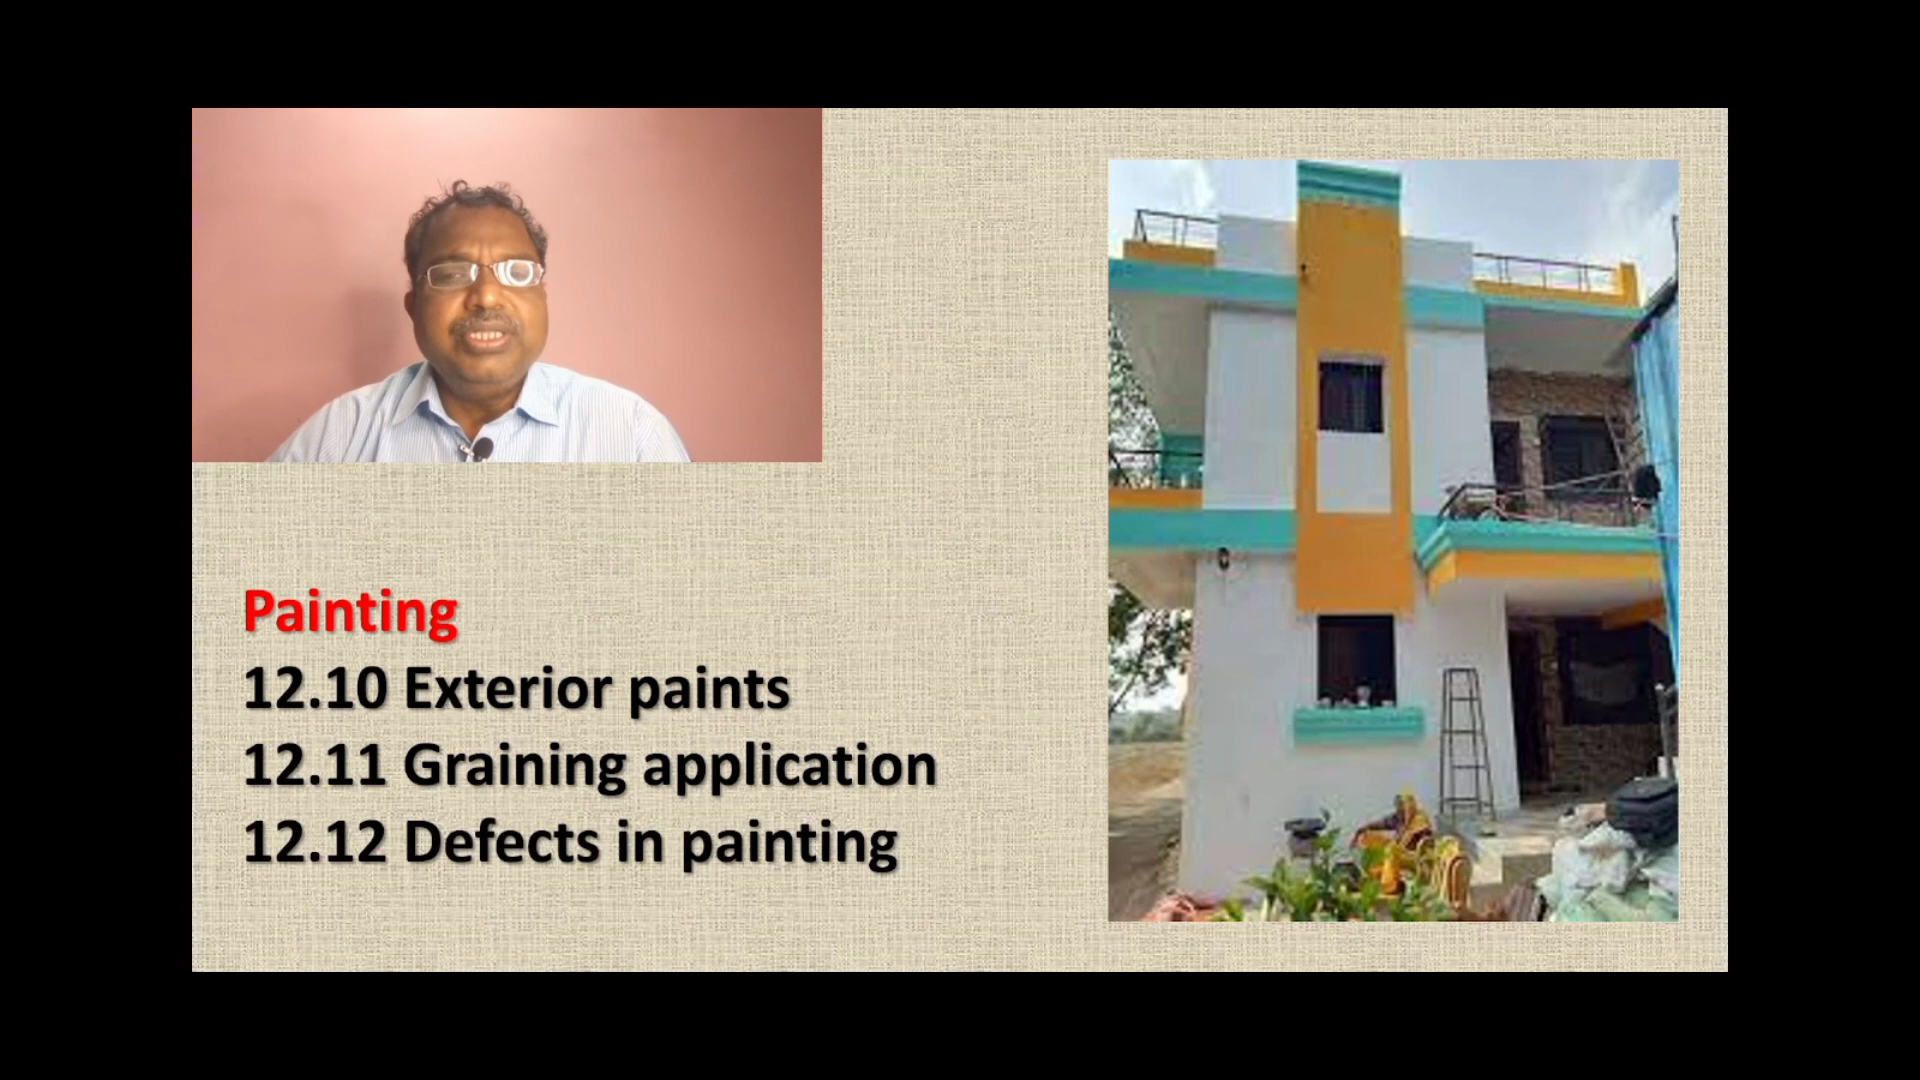 Painting
12.10 Exterior paints
12.11 Graining application
12.12 Defects in painting